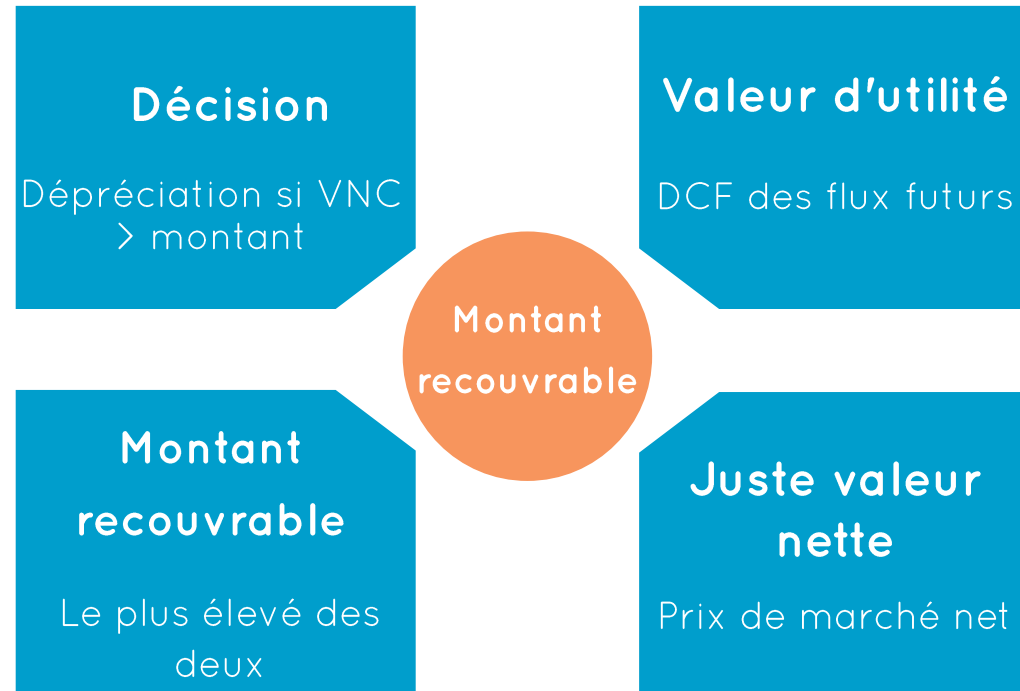 Décision
Dépréciation si VNC
> montant
Valeur d'utilité
DCF des flux futurs
Montant
recouvrable
Montant
recouvrable
Le plus élevé des
deux
Juste valeur
nette
Prix de marché net